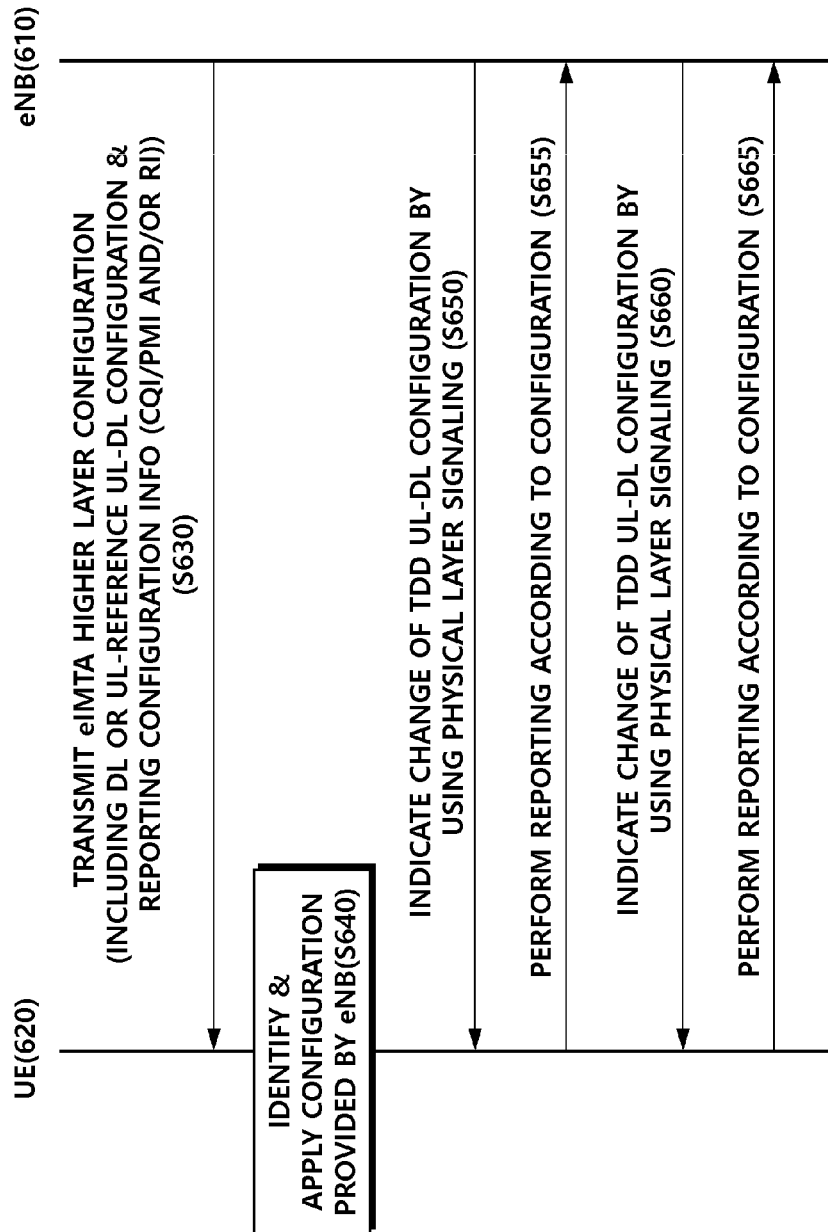 UE(620)
eNB(610)
TRANSMIT eIMTA HIGHER LAYER CONFIGURATION
(INCLUDING DL OR UL-REFERENCE UL-DL CONFIGURATION &
REPORTING CONFIGURATION INFO (CQI/PMI AND/OR RI))
(S630)
IDENTIFY &
APPLY CONFIGURATION
PROVIDED BY eNB(S640)
INDICATE CHANGE OF TDD UL-DL CONFIGURATION BY
USING PHYSICAL LAYER SIGNALING (S650)
PERFORM REPORTING ACCORDING TO CONFIGURATION (S655)
INDICATE CHANGE OF TDD UL-DL CONFIGURATION BY
USING PHYSICAL LAYER SIGNALING (S660)
PERFORM REPORTING ACCORDING TO CONFIGURATION (S665)